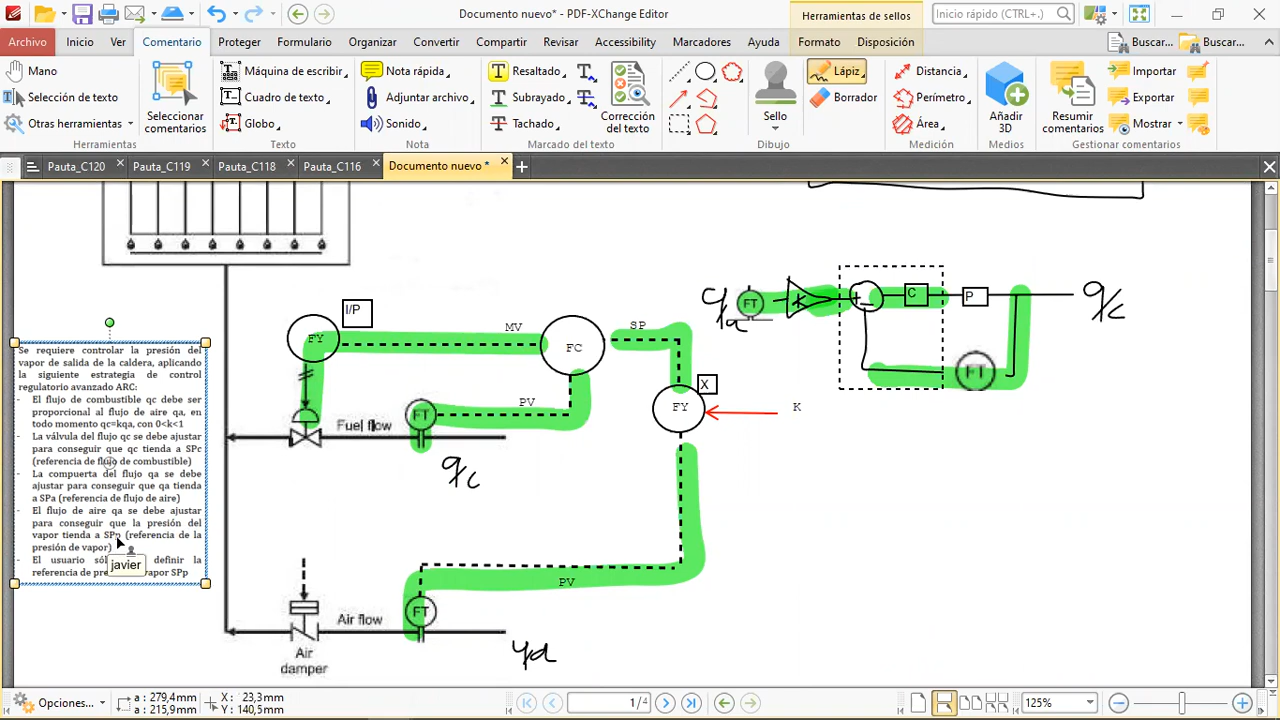 Documento nuevo * - PDF-XChange Editor
Herramientas de sellos
Inicio rápido (CTRL+.)
Archivo
Inicio
Ver
Comentario
Proteger
Formulario
Organizar
Convertir
Compartir
Revisar
Accessibility
Marcadores
Ayuda
Formato
Disposición
Buscar...
Buscar...
Mano
Selección de texto
Otras herramientas
Seleccionar
comentarios
Herramientas
Máquina de escribir
Cuadro de texto
Globo
Texto
Nota rápida
Adjuntar archivo
Sonido
Nota
Resaltado
Subrayado
Tachado
Corrección
del texto
Marcado del texto
Lápiz
Borrador
Dibujo
Sello
Distancia
Perímetro
Área
Medición
Añadir
3D
Medios
Resumir
comentarios
Importar
Exportar
Mostrar
Gestionar comentarios
Pauta_C120
Pauta_C119
Pauta_C118
Pauta_C116
Documento nuevo *
Se requiere controlar la presión del
vapor de salida de la caldera, aplicando
la siguiente estrategia de control
regulatorio avanzado ARC:
- El flujo de combustible qc debe ser
proporcional al flujo de aire qa, en
todo momento qc=kqa, con 0<k<1
- La válvula del flujo qc se debe ajustar
para conseguir que qc tienda a SPc
(referencia de flujo de combustible)
- La compuerta del flujo qa se debe
ajustar para conseguir que qa tienda
a SPa (referencia de flujo de aire)
- El flujo de aire qa se debe ajustar
para conseguir que la presión del
vapor tienda a SPp (referencia de la
presión de vapor)
- El usuario definir la
referencia de vapor SPp
javier
I/P
FY
MV
FC
SP
PV
FT
Fuel flow
qc
X
FY
K
PV
FT
Air flow
Air
damper
qa
qa
FT
K
+
−
C
P
qc
FT
Opciones...
a : 279,4mm
a : 215,9mm
X : 23,3mm
Y : 140,5mm
1/4
125%